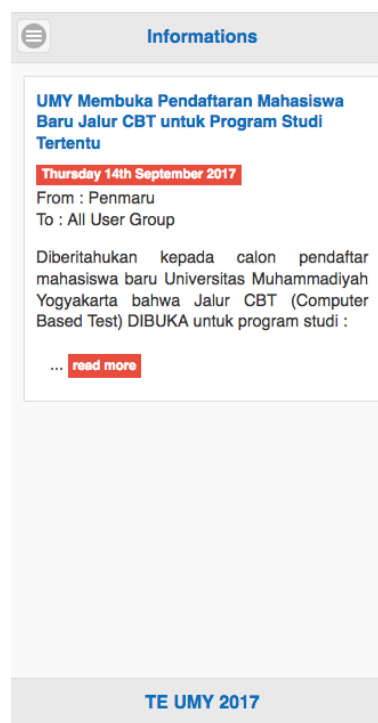 Informations
UMY Membuka Pendaftaran Mahasiswa
Baru Jalur CBT untuk Program Studi
Tertentu
Thursday 14th September 2017
From : Penmaru
To : All User Group
Diberitahukan kepada calon pendaftar
mahasiswa baru Universitas Muhammadiyah
Yogyakarta bahwa Jalur CBT (Computer
Based Test) DIBUKA untuk program studi :
... read more
TE UMY 2017